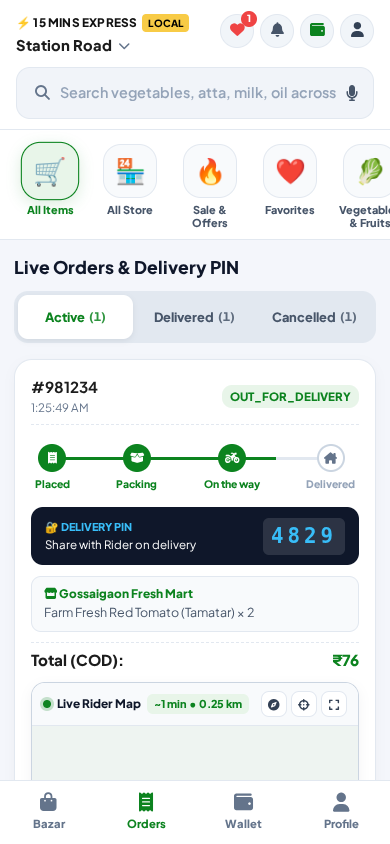 ⚡ 15 MINS EXPRESS LOCAL
Station Road
1
Search vegetables, atta, milk, oil across
All Items
All Store
Sale & Offers
Favorites
Vegetable & Fruits
Live Orders & Delivery PIN
Active (1)
Delivered (1)
Cancelled (1)
#981234
OUT_FOR_DELIVERY
1:25:49 AM
Placed
Packing
On the way
Delivered
🔐 DELIVERY PIN
Share with Rider on delivery
4829
Gossaigaon Fresh Mart
Farm Fresh Red Tomato (Tamatar) × 2
Total (COD):
₹76
Live Rider Map
~1 min • 0.25 km
Bazar
Orders
Wallet
Profile